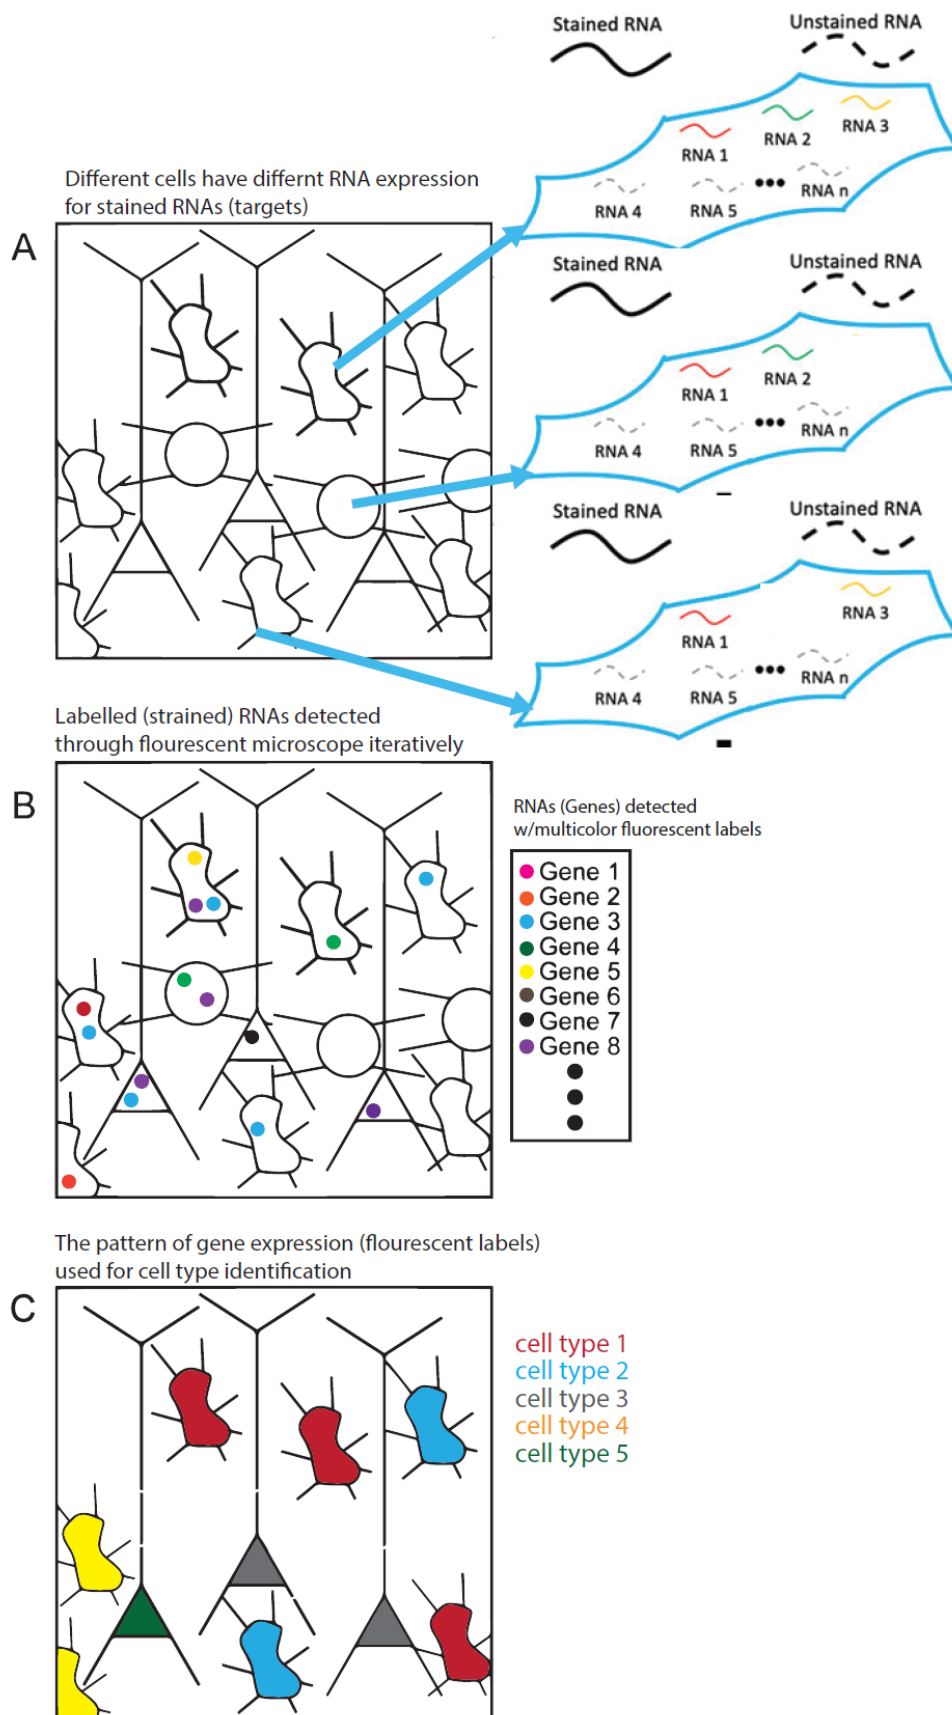 Stained RNA
Unstained RNA
RNA 1
RNA 2
RNA 3
RNA 4
RNA 5
RNA n
Different cells have differnt RNA expression
for stained RNAs (targets)
A
Stained RNA
Unstained RNA
RNA 1
RNA 2
RNA 4
RNA 5
RNA n
Stained RNA
Unstained RNA
RNA 1
RNA 3
RNA 4
RNA 5
RNA n
Labelled (strained) RNAs detected
through flourescent microscope iteratively
B
RNAs (Genes) detected
w/multicolor fluorescent labels
Gene 1
Gene 2
Gene 3
Gene 4
Gene 5
Gene 6
Gene 7
Gene 8
The pattern of gene expression (flourescent labels)
used for cell type identification
C
cell type 1
cell type 2
cell type 3
cell type 4
cell type 5